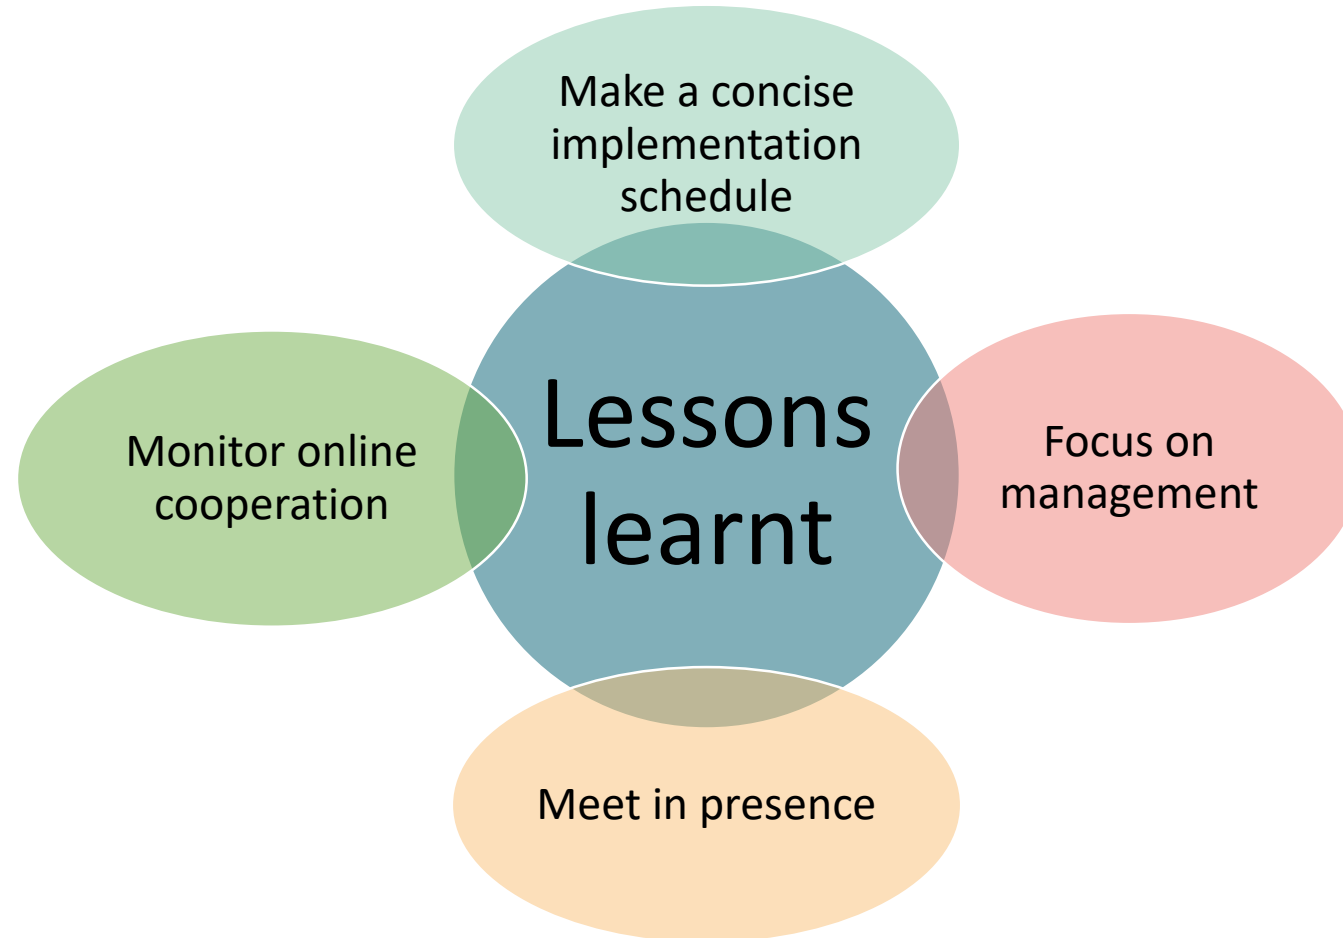 Make a concise
implementation
schedule
Lessons
learnt
Focus on
management
Monitor online
cooperation
Meet in presence